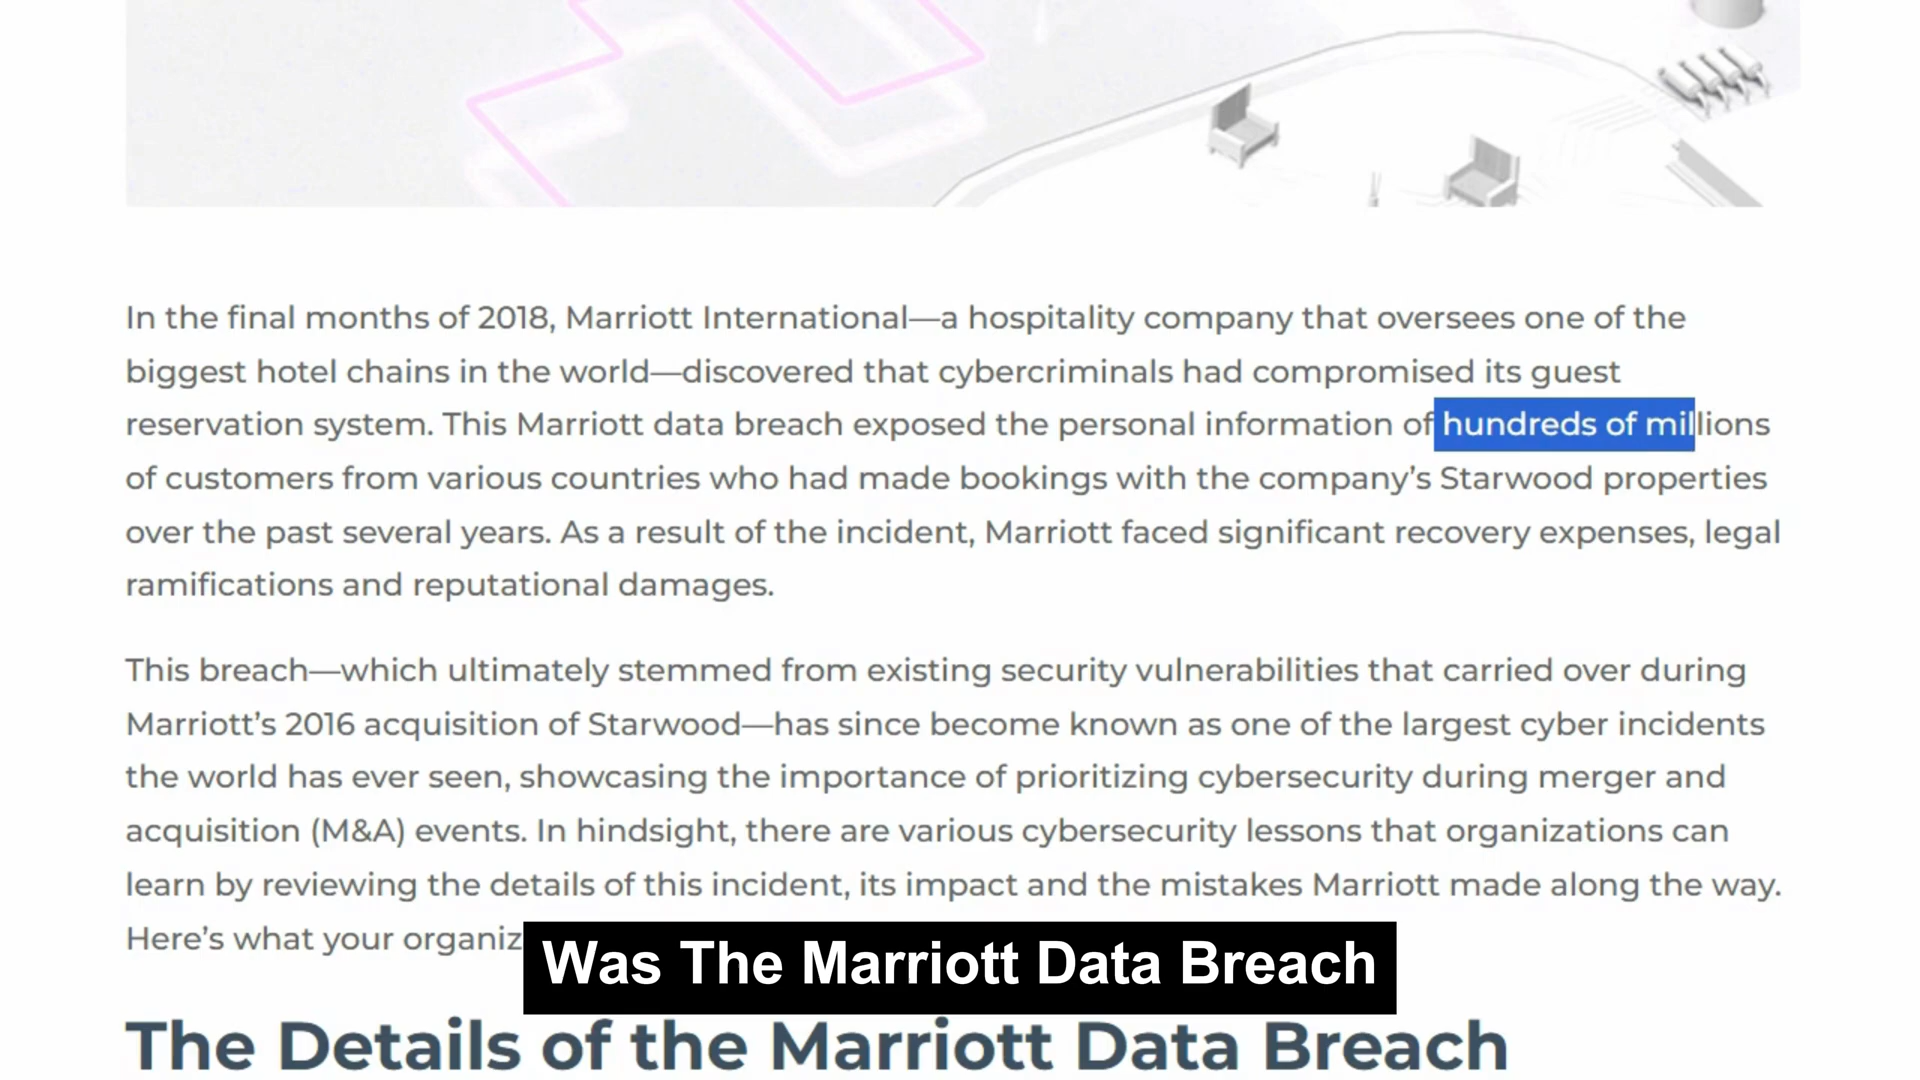 In the final months of 2018, Marriott International—a hospitality company that oversees one of the
biggest hotel chains in the world—discovered that cybercriminals had compromised its guest
reservation system. This Marriott data breach exposed the personal information of hundreds of millions
of customers from various countries who had made bookings with the company’s Starwood properties
over the past several years. As a result of the incident, Marriott faced significant recovery expenses, legal
ramifications and reputational damages.
This breach—which ultimately stemmed from existing security vulnerabilities that carried over during
Marriott’s 2016 acquisition of Starwood—has since become known as one of the largest cyber incidents
the world has ever seen, showcasing the importance of prioritizing cybersecurity during merger and
acquisition (M&A) events. In hindsight, there are various cybersecurity lessons that organizations can
learn by reviewing the details of this incident, its impact and the mistakes Marriott made along the way.
Here’s what your organiz
Was The Marriott Data Breach
The Details of the Marriott Data Breach